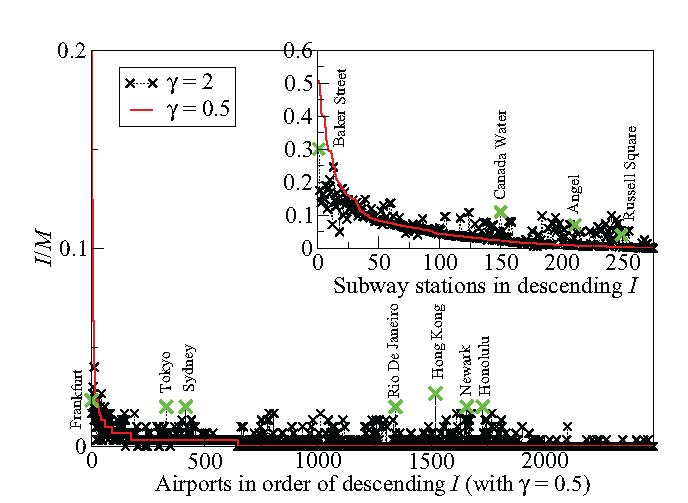 0.2
0.1
0
I/M
γ = 2
γ = 0.5
0.6
0.5
0.4
0.3
0.2
0.1
0
Baker Street
Canada Water
Angel
Russell Square
0 50 100 150 200 250
Subway stations in descending I
Frankfurt
Tokyo
Sydney
Rio De Janeiro
Hong Kong
Newark
Honolulu
0 500 1000 1500 2000
Airports in order of descending I (with γ = 0.5)